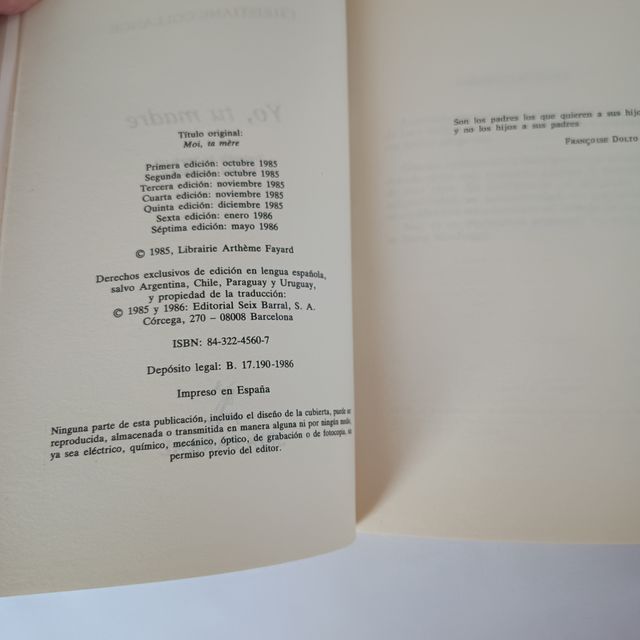 Título original:
Moi, ta mère
Primera edición: octubre 1985
Segunda edición: octubre 1985
Tercera edición: noviembre 1985
Cuarta edición: noviembre 1985
Quinta edición: diciembre 1985
Sexta edición: enero 1986
Séptima edición: mayo 1986
© 1985, Librairie Arthème Fayard
Derechos exclusivos de edición en lengua española,
salvo Argentina, Chile, Paraguay y Uruguay,
y propiedad de la traducción:
© 1985 y 1986: Editorial Seix Barral, S. A.
Córcega, 270 – 08008 Barcelona
ISBN: 84-322-4560-7
Depósito legal: B. 17.190-1986
Impreso en España
Ninguna parte de esta publicación, incluido el diseño de la cubierta, puede ser
reproducida, almacenada o transmitida en manera alguna ni por ningún medio,
ya sea eléctrico, químico, mecánico, óptico, de grabación o de fotocopia, sin
permiso previo del editor.
Yo, tu madre
Son los padres los que quieren a sus hijo
y no los hijos a sus padres
FRANÇOISE DOLTO